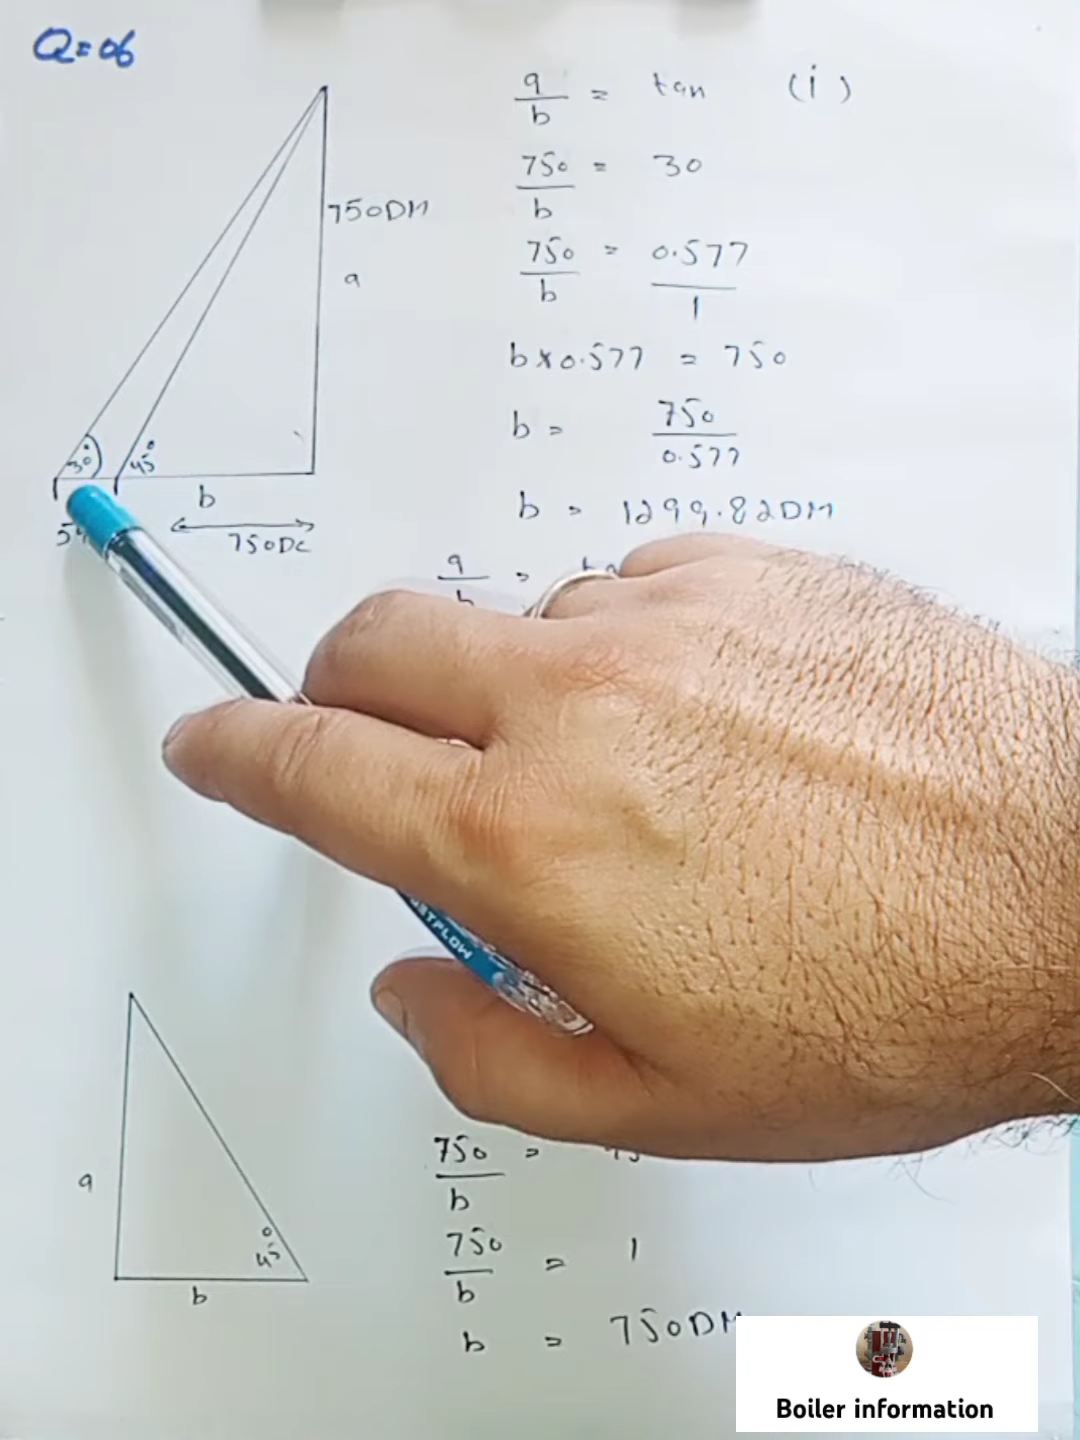 Q=06
a/b = tan (i)
750/b = 30
750DM
750/b = 0.577/1
a
b×0.577 = 750
b = 750/0.577
30°
45°
b
b = 1299.82DM
750DC
a/b =
750/b =
a
750/b = 1
45°
b
b = 750DM
JETFLOW
Boiler information